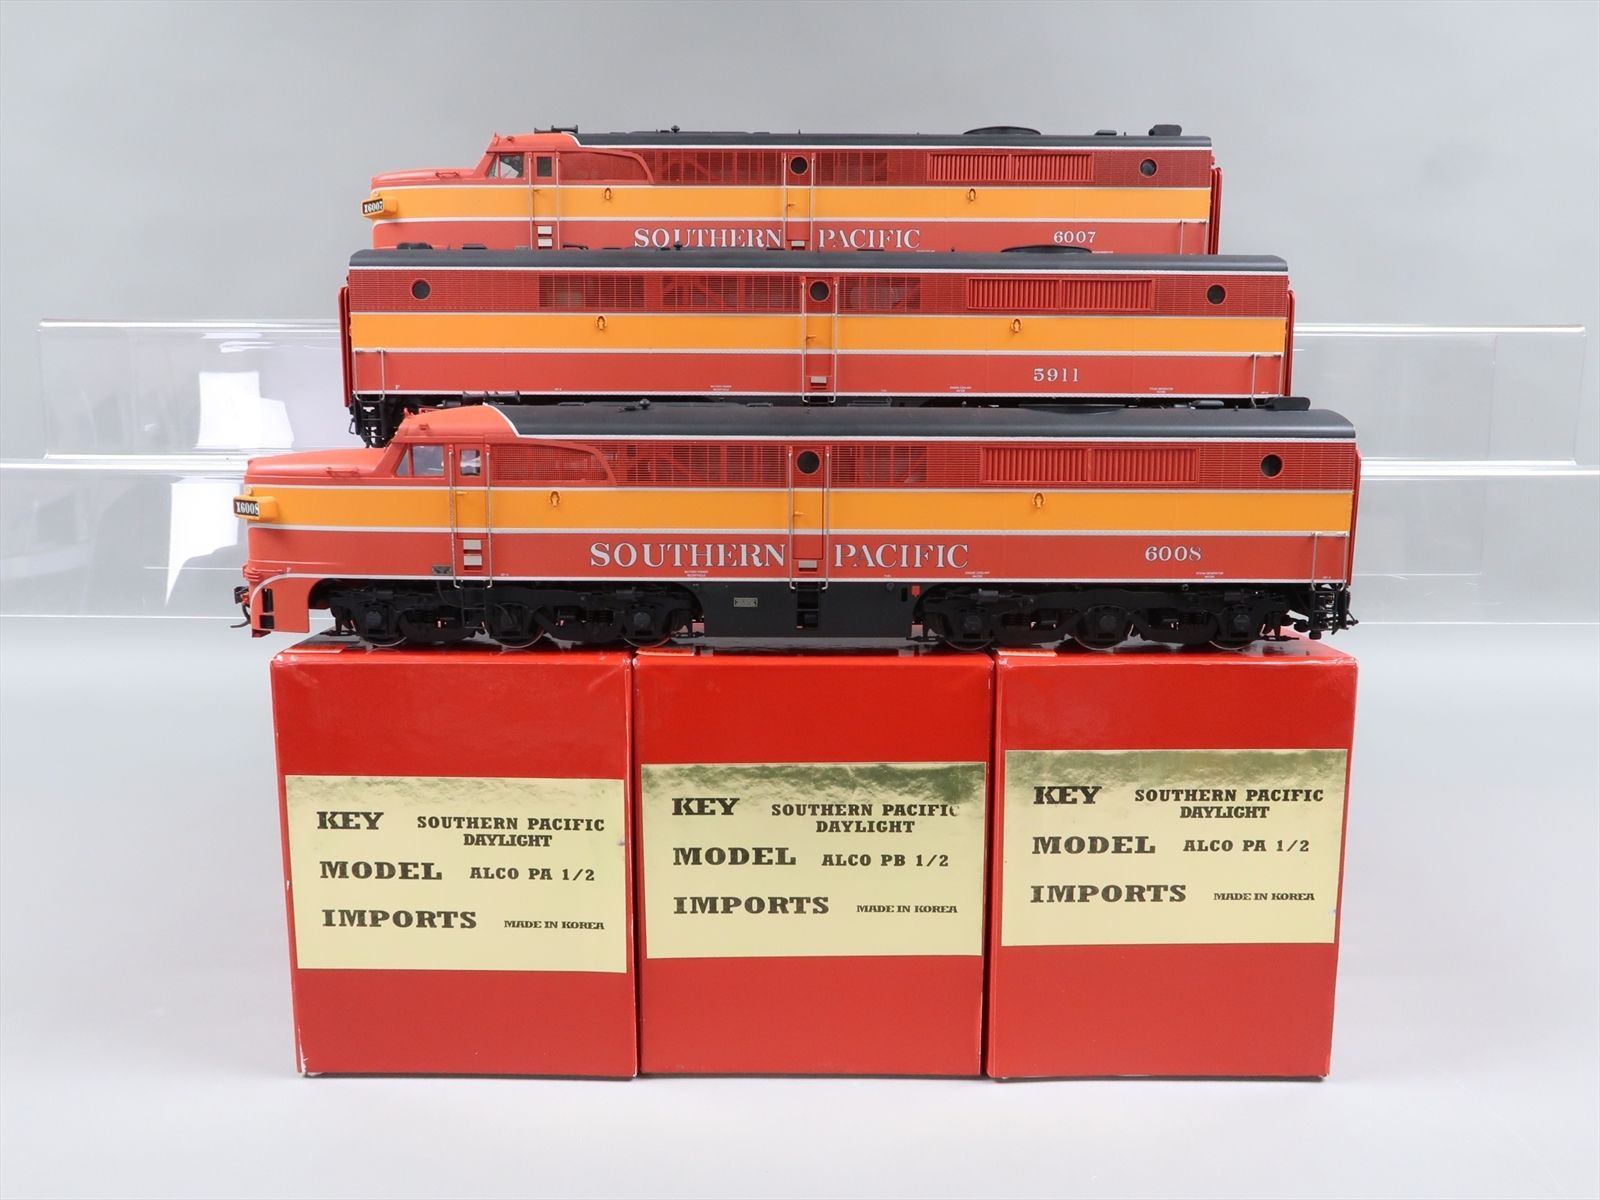 X6007
SOUTHERN PACIFIC 6007
5911
X6008
SOUTHERN PACIFIC 6008
KEY SOUTHERN PACIFIC
DAYLIGHT
MODEL ALCO PA 1/2
IMPORTS MADE IN KOREA
KEY SOUTHERN PACIFIC
DAYLIGHT
MODEL ALCO PB 1/2
IMPORTS MADE IN KOREA
KEY SOUTHERN PACIFIC
DAYLIGHT
MODEL ALCO PA 1/2
IMPORTS MADE IN KOREA